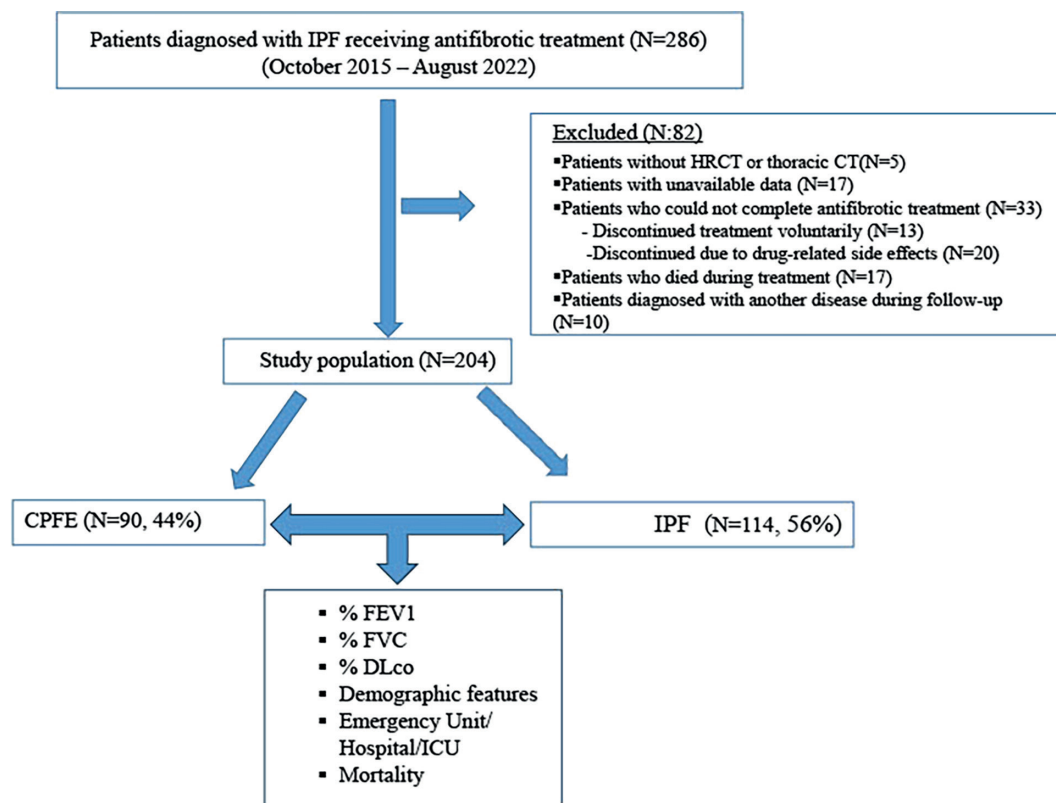 Patients diagnosed with IPF receiving antifibrotic treatment (N=286)
(October 2015 – August 2022)
Excluded (N:82)
▪Patients without HRCT or thoracic CT(N=5)
▪Patients with unavailable data (N=17)
▪Patients who could not complete antifibrotic treatment (N=33)
- Discontinued treatment voluntarily (N=13)
-Discontinued due to drug-related side effects (N=20)
▪Patients who died during treatment (N=17)
▪Patients diagnosed with another disease during follow-up
(N=10)
Study population (N=204)
CPFE (N=90, 44%)
IPF (N=114, 56%)
▪ % FEV1
▪ % FVC
▪ % DLco
▪ Demographic features
▪ Emergency Unit/
Hospital/ICU
▪ Mortality